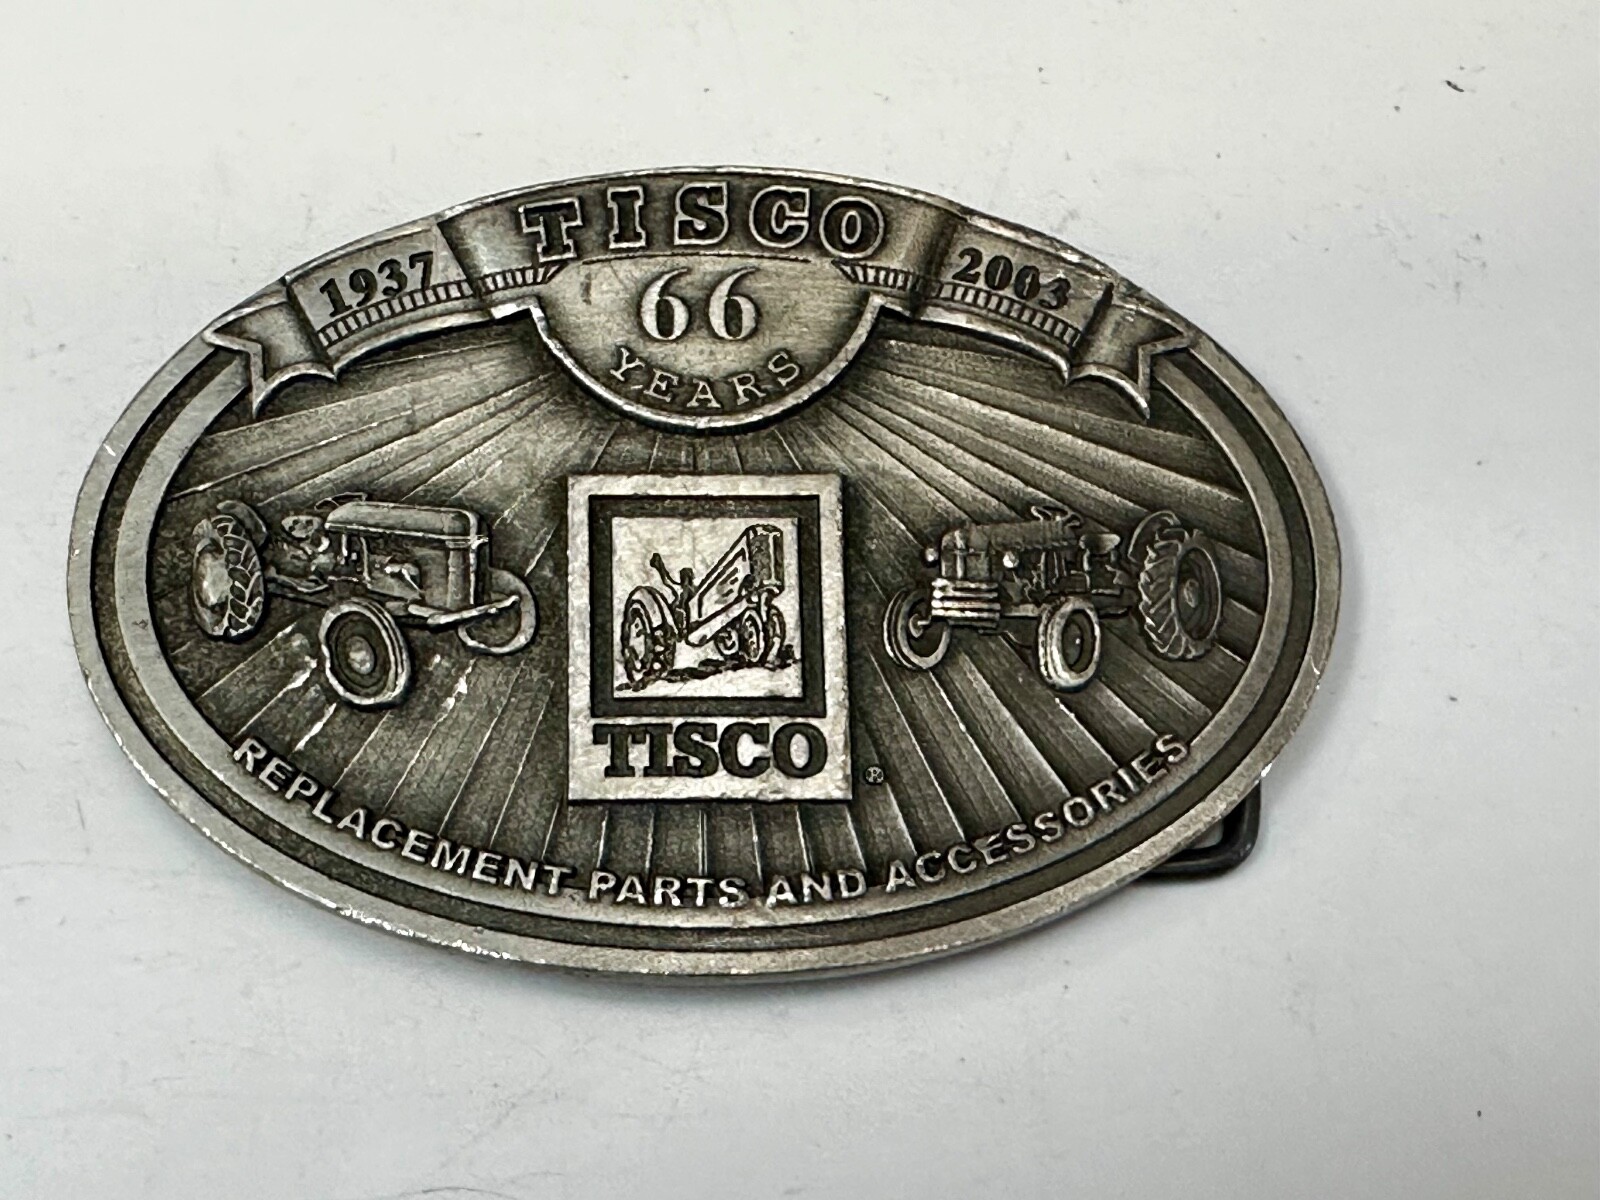 TISCO
1937
2003
66
YEARS
TISCO
®
REPLACEMENT PARTS AND ACCESSORIES